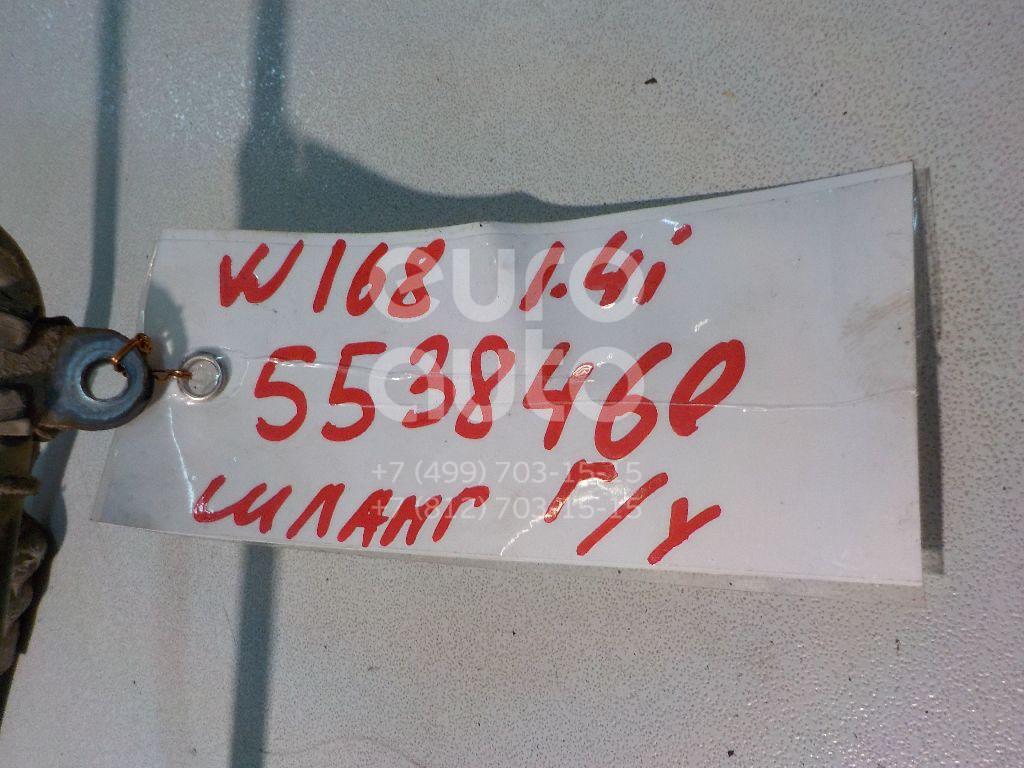 W168 1.4i
5538460
ШЛАНГ Г/У
euro
auto
+7 (499) 703-15-15
+7 (812) 703-15-15